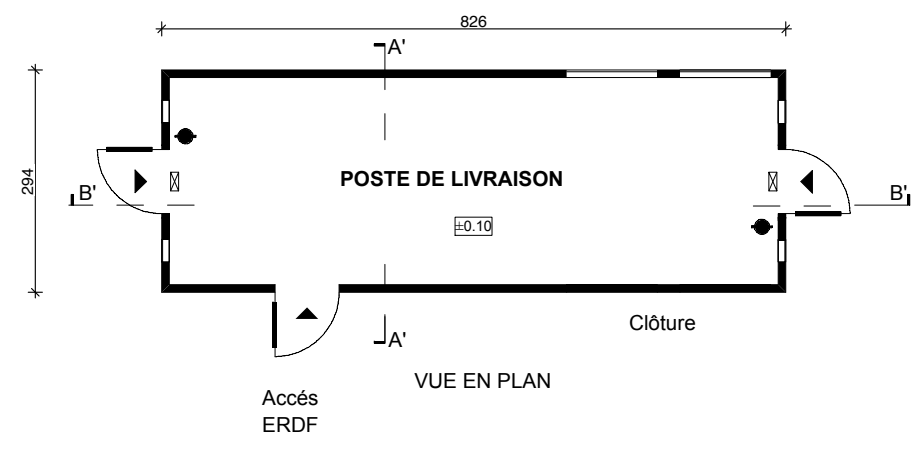 826
A'
294
B'
POSTE DE LIVRAISON
B'
±0.10
Clôture
A'
VUE EN PLAN
Accés
ERDF